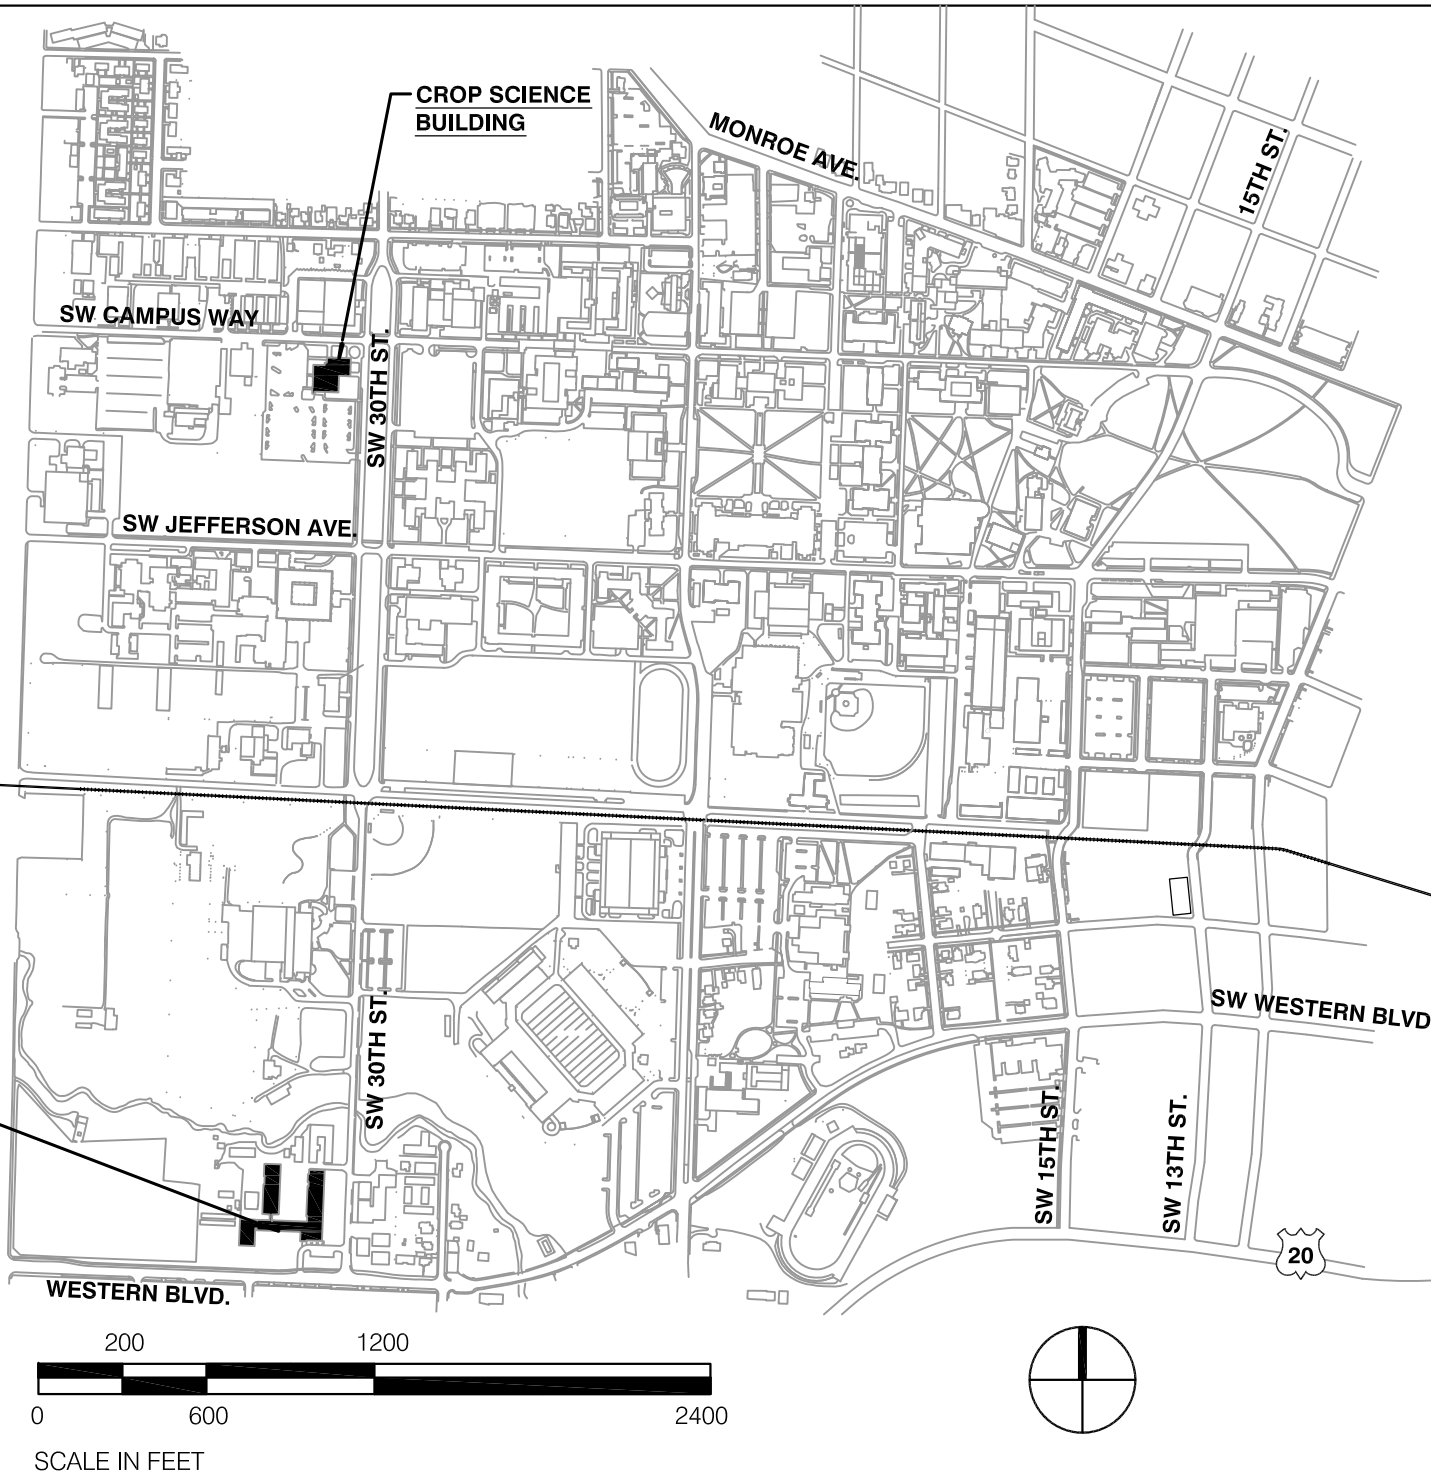 CROP SCIENCE
BUILDING
MONROE AVE.
15TH ST.
SW CAMPUS WAY
SW 30TH ST.
SW JEFFERSON AVE.
SW WESTERN BLVD
SW 30TH ST.
SW 15TH ST.
SW 13TH ST.
20
WESTERN BLVD.
200 1200
0 600 2400
SCALE IN FEET